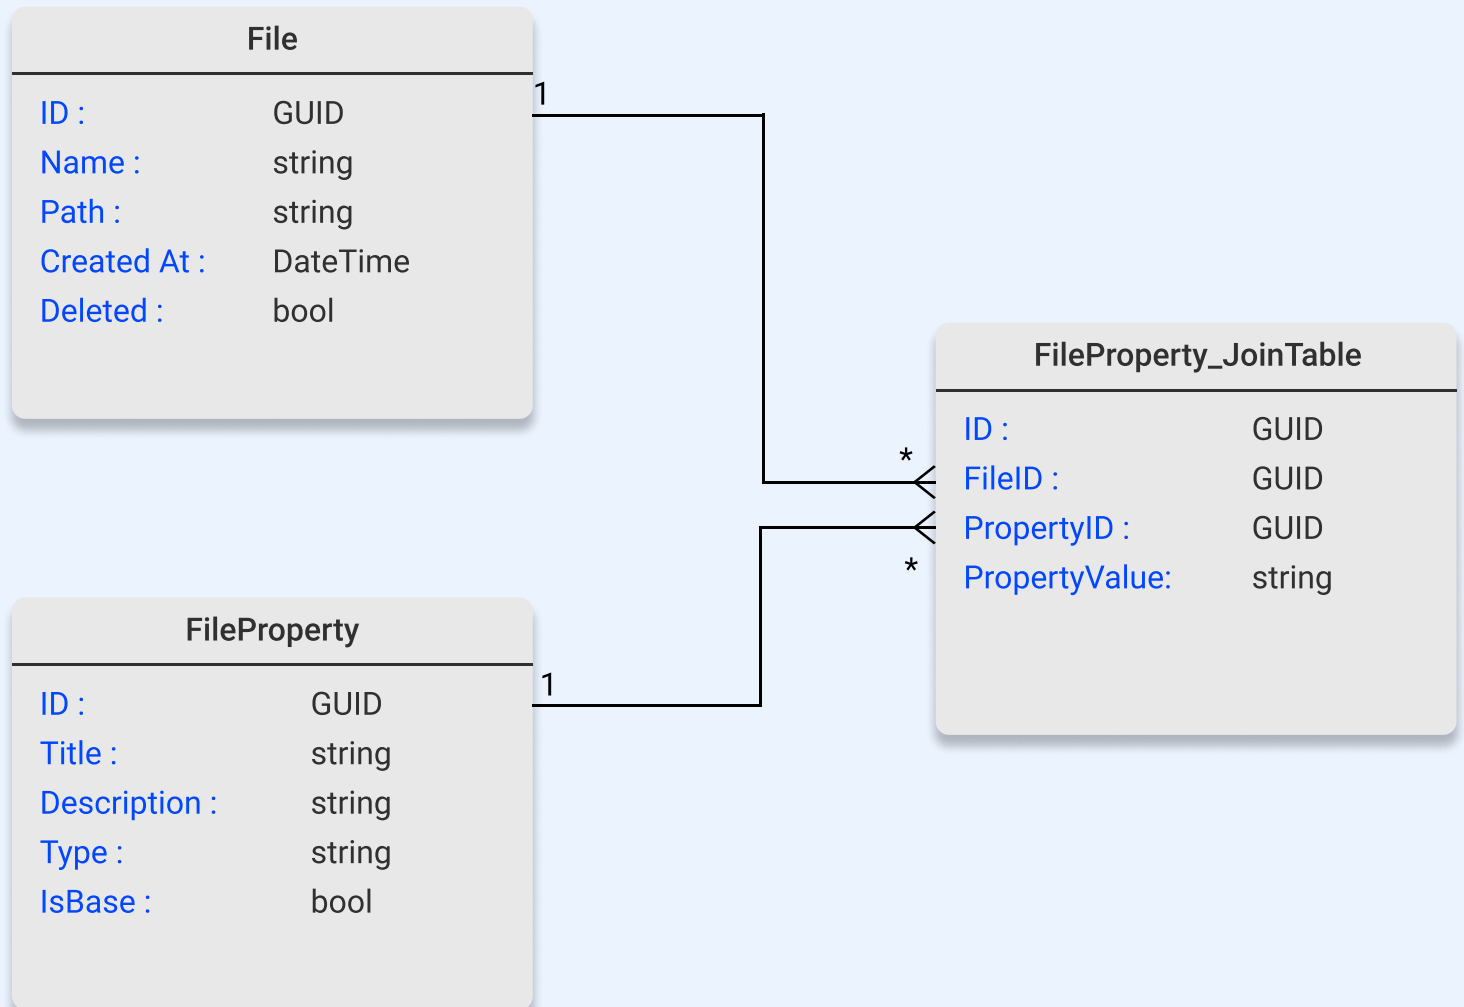 File
ID : GUID
Name : string
Path : string
Created At : DateTime
Deleted : bool
1
FileProperty_JoinTable
ID : GUID
FileID : GUID
PropertyID : GUID
PropertyValue: string
*
*
FileProperty
ID : GUID
Title : string
Description : string
Type : string
IsBase : bool
1